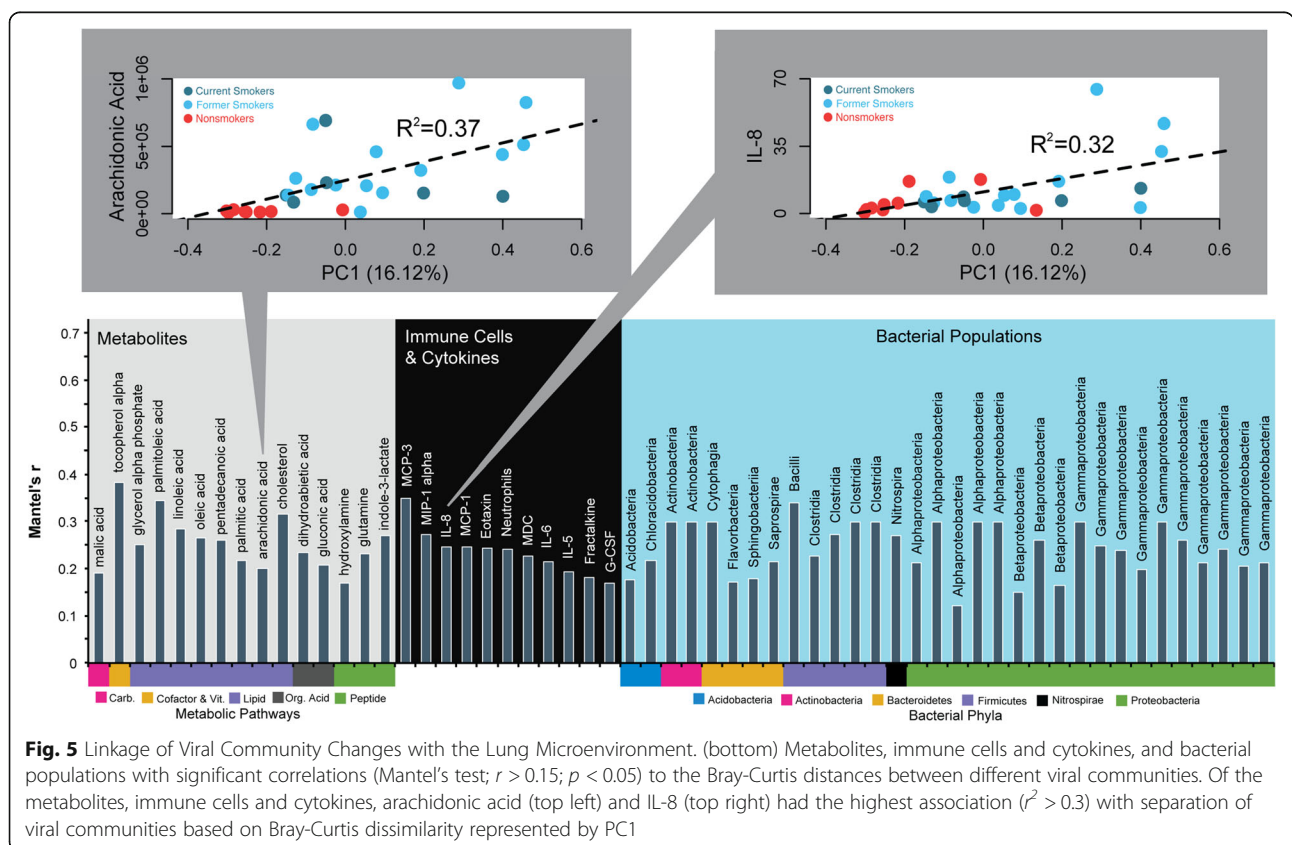 Arachidonic Acid
1e+06
5e+05
0e+00
Current Smokers
Former Smokers
Nonsmokers
R²=0.37
-0.4 -0.2 0.0 0.2 0.4 0.6
PC1 (16.12%)
IL-8
70
35
0
Current Smokers
Former Smokers
Nonsmokers
R²=0.32
-0.4 -0.2 0.0 0.2 0.4 0.6
PC1 (16.12%)
Mantel's r
0.7
0.6
0.5
0.4
0.3
0.2
0.1
0
Metabolites
malic acid
tocopherol alpha
glycerol alpha phosphate
palmitoleic acid
linoleic acid
oleic acid
pentadecanoic acid
palmitic acid
arachidonic acid
cholesterol
dihydroabietic acid
gluconic acid
hydroxylamine
glutamine
indole-3-lactate
Immune Cells
& Cytokines
MCP-3
MIP-1 alpha
IL-8
MCP-1
Eotaxin
Neutrophils
MDC
IL-6
IL-5
Fractalkine
G-CSF
Bacterial Populations
Acidobacteria
Chloracidobacteria
Actinobacteria
Actinobacteria
Cytophagia
Flavorbacteria
Sphingobacteriia
Saprospirae
Bacilli
Clostridia
Clostridia
Clostridia
Clostridia
Nitrospira
Alphaproteobacteria
Alphaproteobacteria
Alphaproteobacteria
Alphaproteobacteria
Alphaproteobacteria
Betaproteobacteria
Betaproteobacteria
Betaproteobacteria
Gammaproteobacteria
Gammaproteobacteria
Gammaproteobacteria
Gammaproteobacteria
Gammaproteobacteria
Gammaproteobacteria
Gammaproteobacteria
Gammaproteobacteria
Gammaproteobacteria
Gammaproteobacteria
Carb. Cofactor & Vit. Lipid Org. Acid Peptide
Metabolic Pathways
Acidobacteria Actinobacteria Bacteroidetes Firmicutes Nitrospirae Proteobacteria
Bacterial Phyla
Fig. 5 Linkage of Viral Community Changes with the Lung Microenvironment. (bottom) Metabolites, immune cells and cytokines, and bacterial
populations with significant correlations (Mantel's test; r > 0.15; p < 0.05) to the Bray-Curtis distances between different viral communities. Of the
metabolites, immune cells and cytokines, arachidonic acid (top left) and IL-8 (top right) had the highest association (r² > 0.3) with separation of
viral communities based on Bray-Curtis dissimilarity represented by PC1